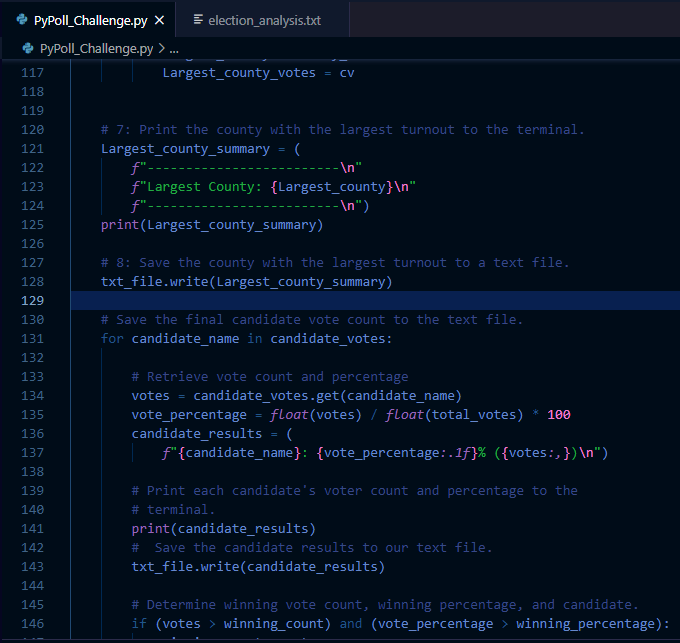 PyPoll_Challenge.py × election_analysis.txt
PyPoll_Challenge.py > ...
117 Largest_county_votes = cv
118
119
120 # 7: Print the county with the largest turnout to the terminal.
121 Largest_county_summary = (
122 f"-------------------------\n"
123 f"Largest County: {Largest_county}\n"
124 f"-------------------------\n")
125 print(Largest_county_summary)
126
127 # 8: Save the county with the largest turnout to a text file.
128 txt_file.write(Largest_county_summary)
129
130 # Save the final candidate vote count to the text file.
131 for candidate_name in candidate_votes:
132
133 # Retrieve vote count and percentage
134 votes = candidate_votes.get(candidate_name)
135 vote_percentage = float(votes) / float(total_votes) * 100
136 candidate_results = (
137 f"{candidate_name}: {vote_percentage:.1f}% ({votes:,})\n")
138
139 # Print each candidate's voter count and percentage to the
140 # terminal.
141 print(candidate_results)
142 #  Save the candidate results to our text file.
143 txt_file.write(candidate_results)
144
145 # Determine winning vote count, winning percentage, and candidate.
146 if (votes > winning_count) and (vote_percentage > winning_percentage):